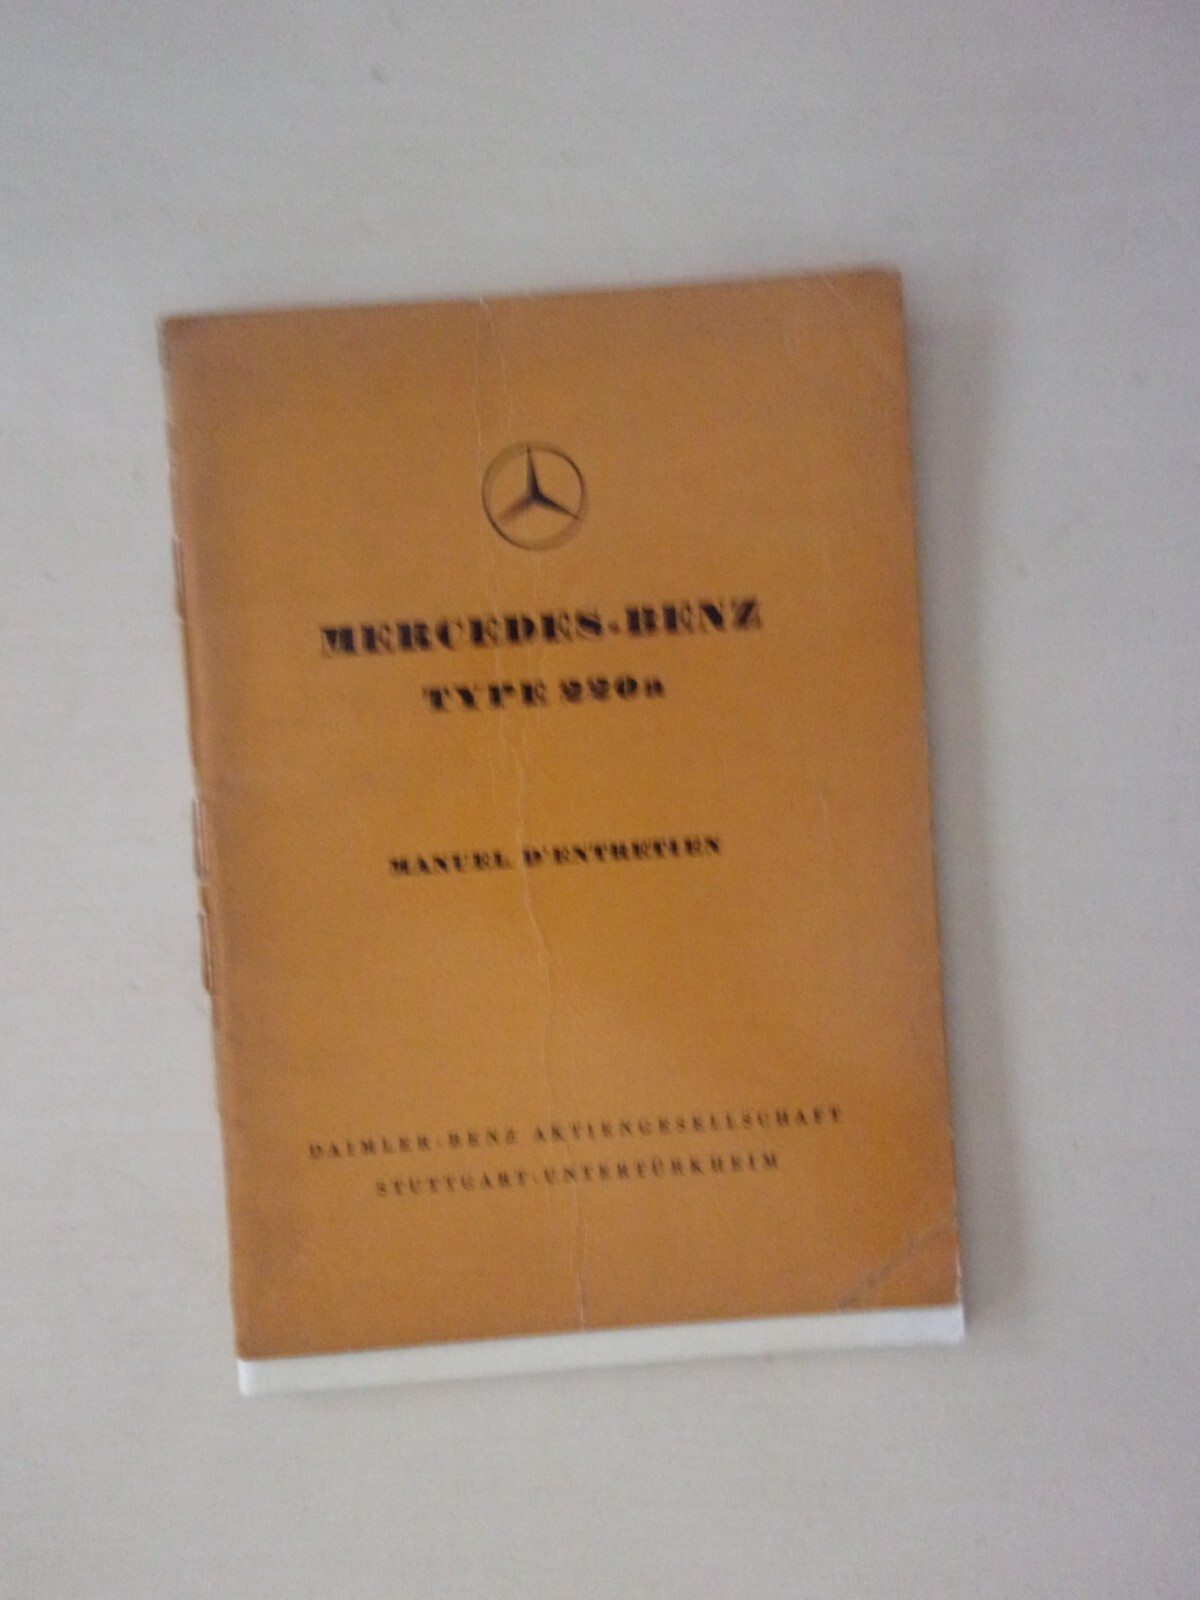 MERCEDES-BENZ
TYPE 220a
MANUEL D'ENTRETIEN
DAIMLER-BENZ AKTIENGESELLSCHAFT
STUTTGART-UNTERTÜRKHEIM